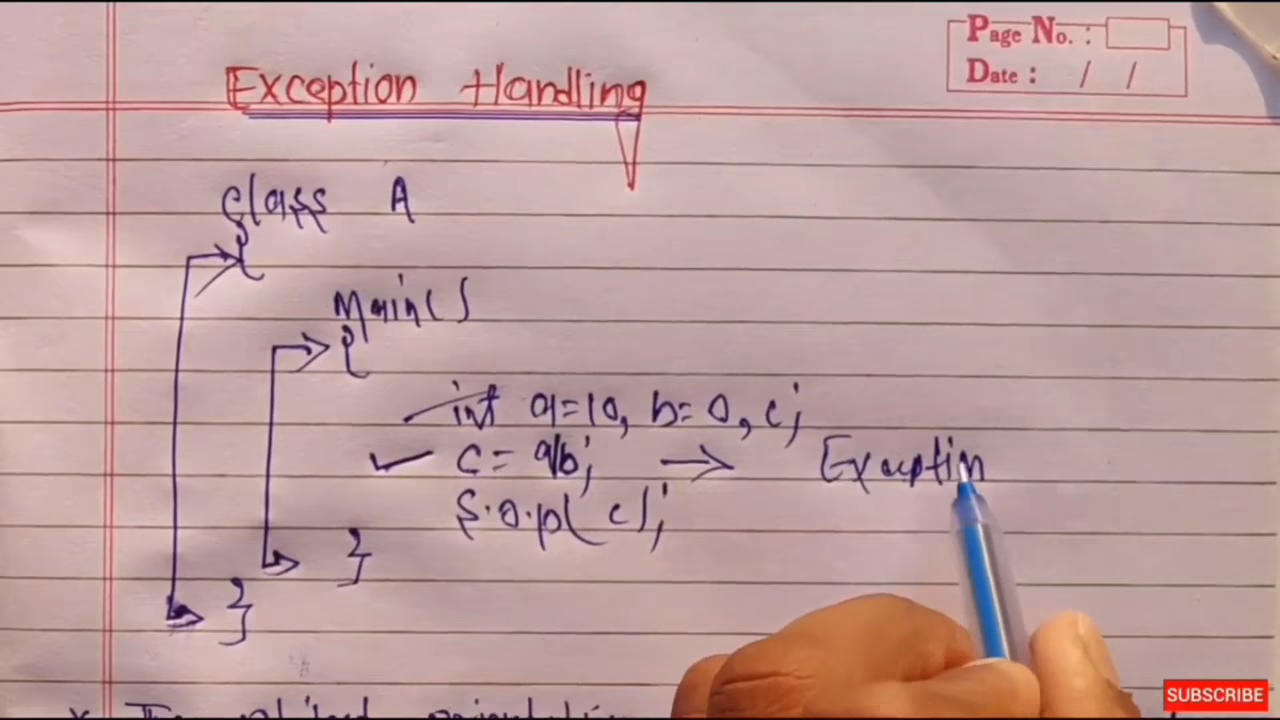 Page No. :
Date : / /
Exception Handling
Class A
{
Main()
{
int a=10, b=0, c;
c = a/b;  → Exception
S.o.p( c);
}
}
SUBSCRIBE